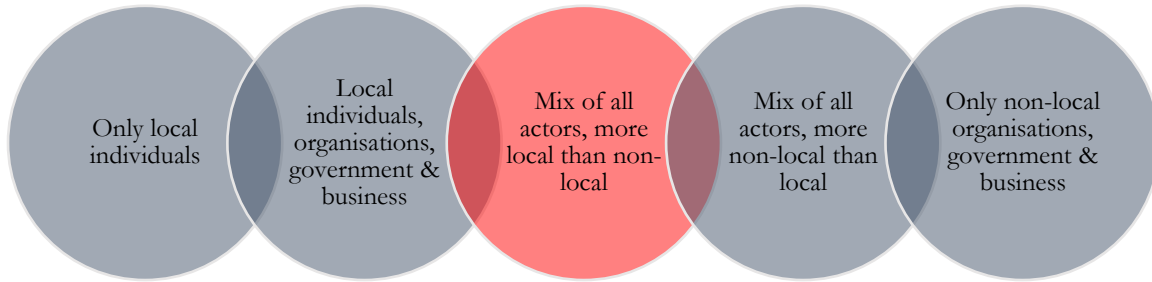 Only local
individuals
Local
individuals,
organisations,
government &
business
Mix of all
actors, more
local than non-
local
Mix of all
actors, more
non-local than
local
Only non-local
organisations,
government &
business